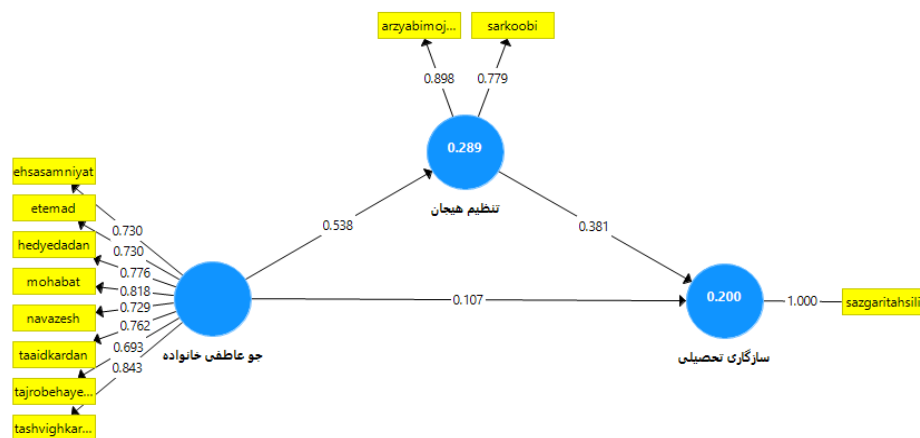 arzyabimoj...
sarkoobi
0.898
0.779
0.289
تنظیم هیجان
ehsasamniyat
etemad
hedyedadan
mohabat
navazesh
taaidkardan
tajrobehaye...
tashvighkar...
0.730
0.730
0.776
0.818
0.729
0.762
0.693
0.843
0.538
0.381
جو عاطفی خانواده
0.107
0.200
سازگاری تحصیلی
1.000
sazgaritahsili